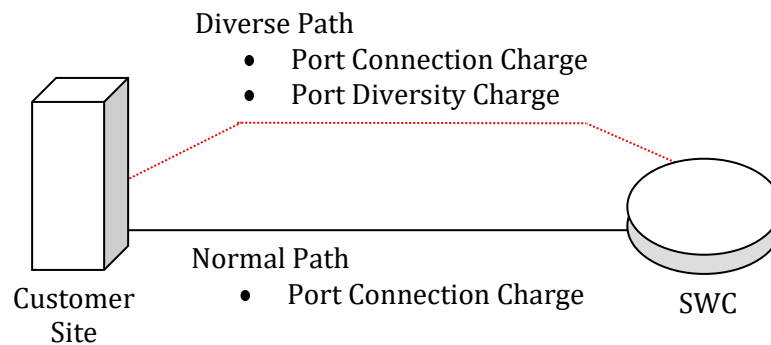 Diverse Path
• Port Connection Charge
• Port Diversity Charge
Normal Path
• Port Connection Charge
Customer
Site
SWC